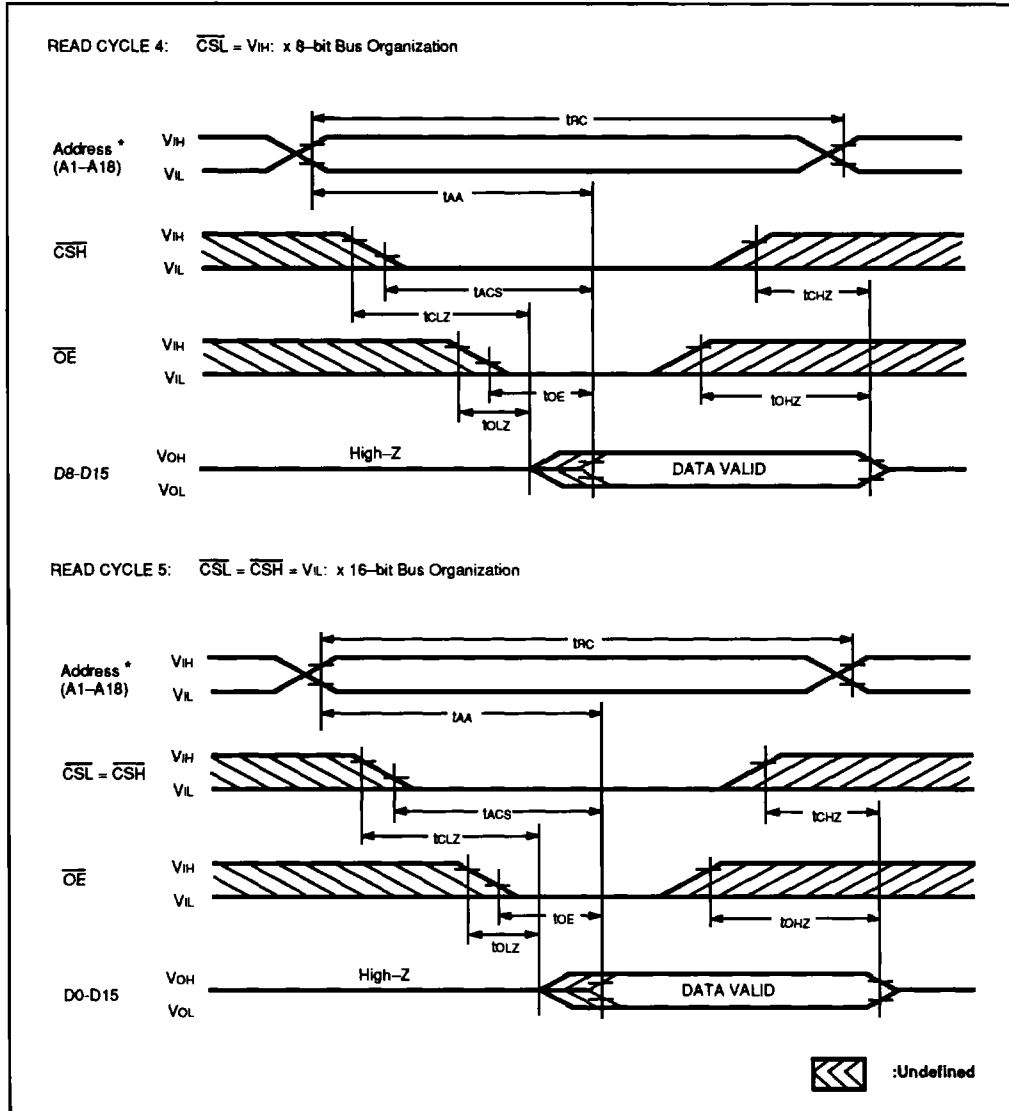 READ CYCLE 4: CSL = VIH: x 8–bit Bus Organization
tRC
Address *
(A1–A18)
VIH
VIL
tAA
CSH
VIH
VIL
tACS
tCHZ
tCLZ
OE
VIH
VIL
tOE
tOHZ
tOLZ
D8-D15
VOH
VOL
High–Z
DATA VALID
READ CYCLE 5: CSL = CSH = VIL: x 16–bit Bus Organization
tRC
Address *
(A1–A18)
VIH
VIL
tAA
CSL = CSH
VIH
VIL
tACS
tCHZ
tCLZ
OE
VIH
VIL
tOE
tOHZ
tOLZ
D0-D15
VOH
VOL
High–Z
DATA VALID
:Undefined